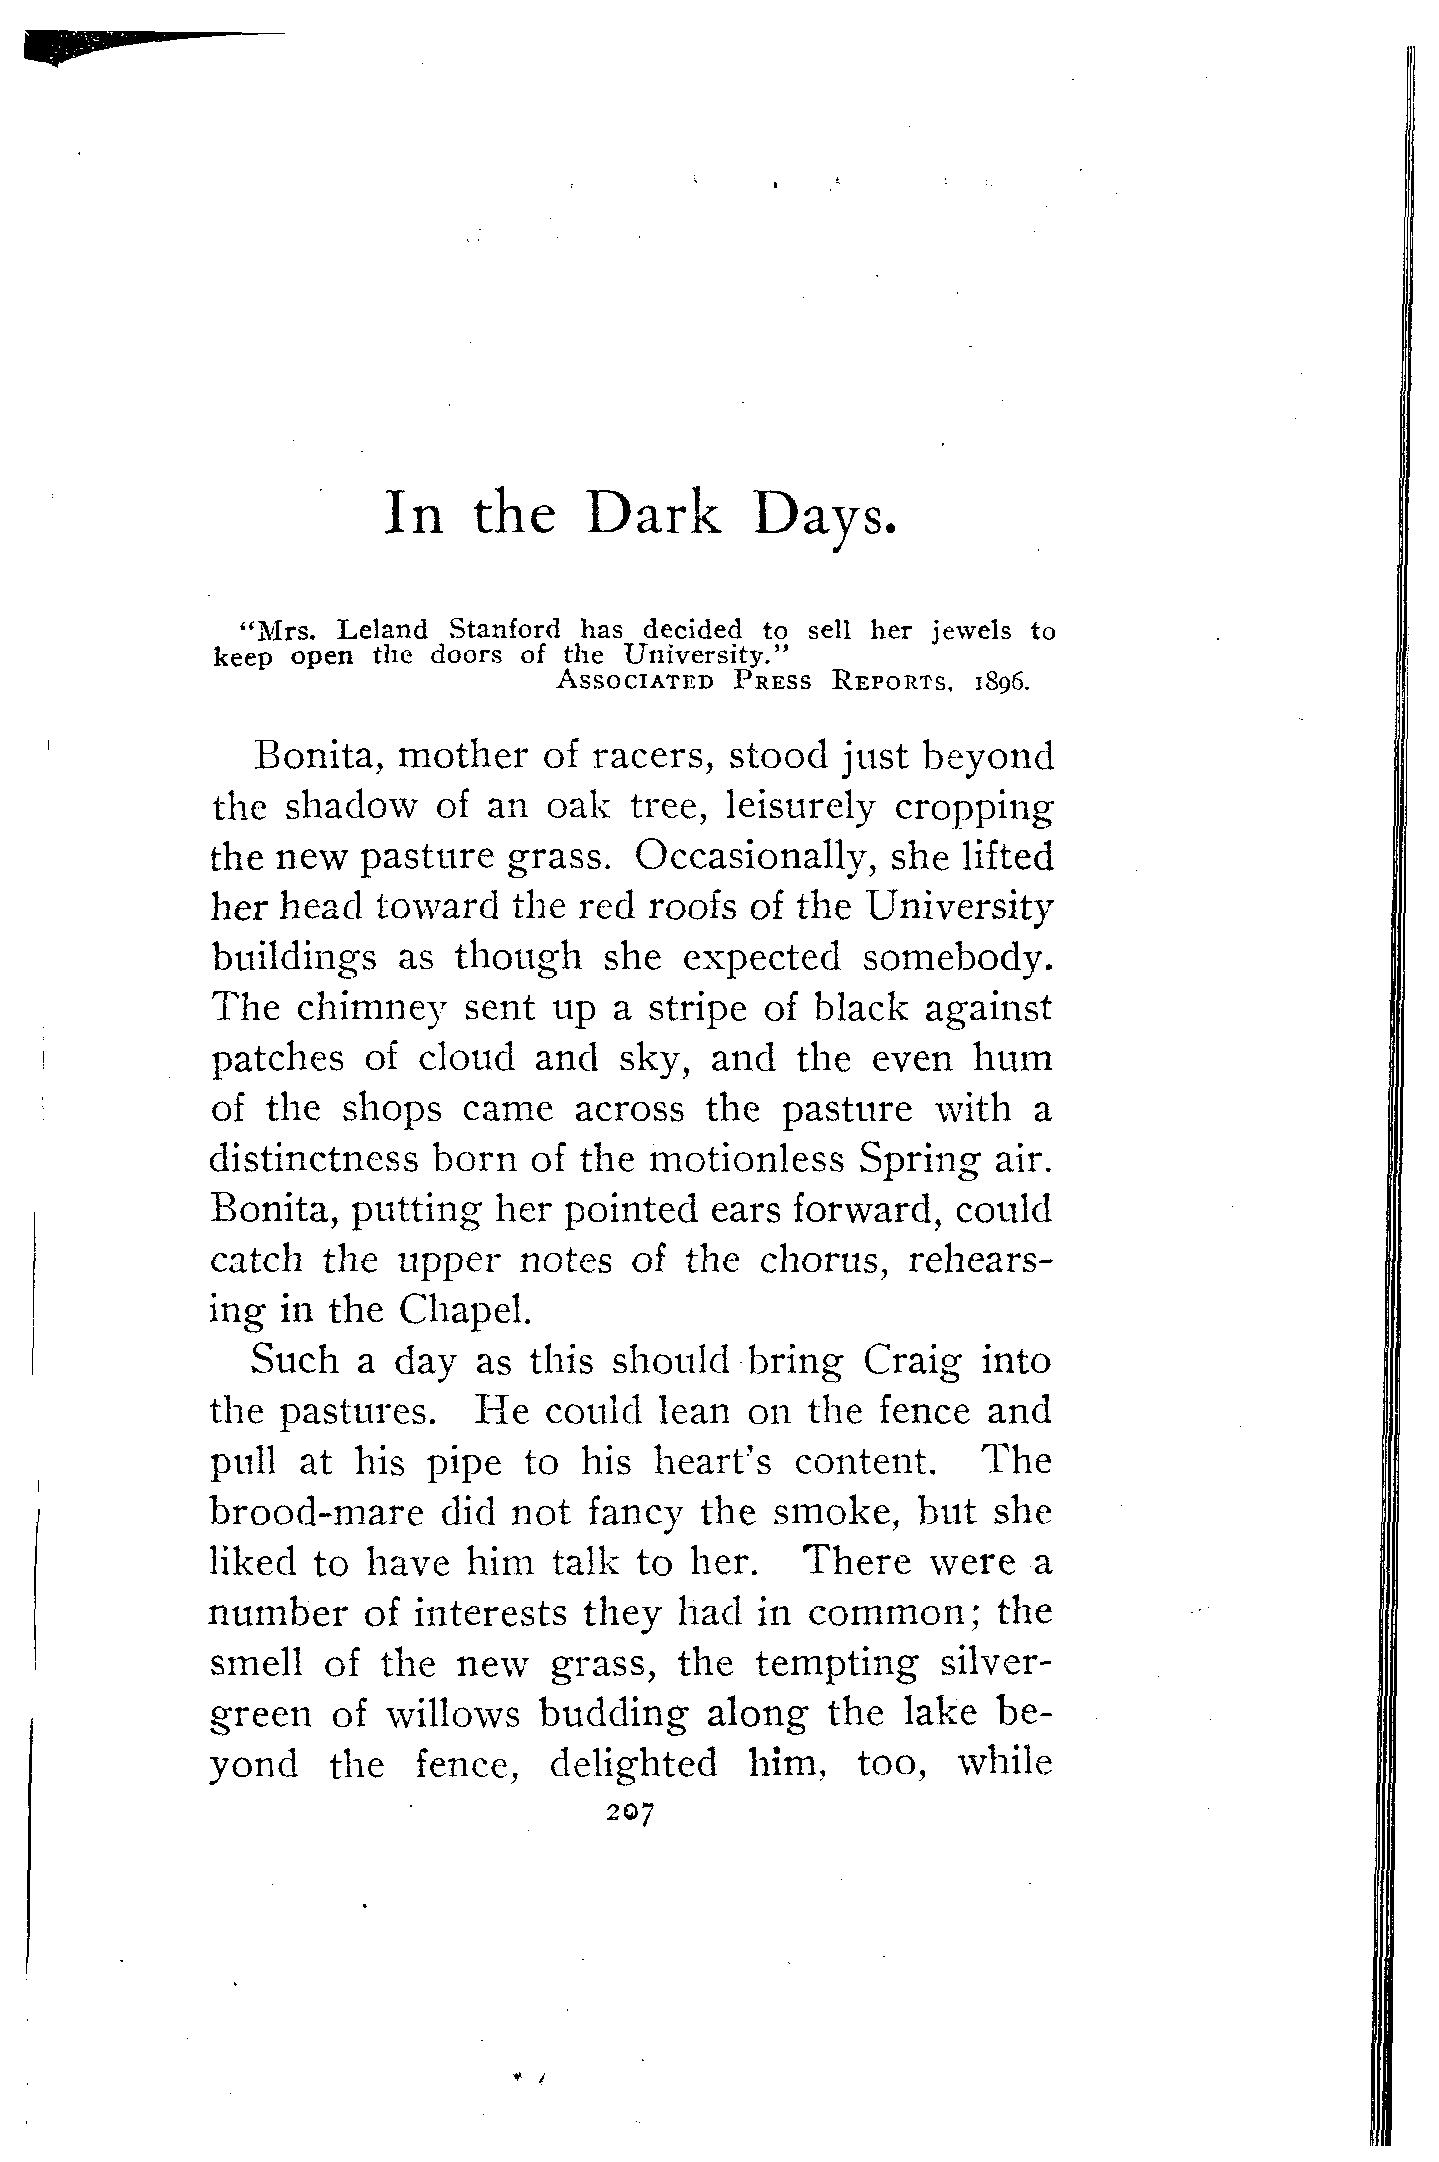 In the Dark Days.
“Mrs. Leland Stanford has decided to sell her jewels to
keep open the doors of the University.”
ASSOCIATED PRESS REPORTS, 1896.
Bonita, mother of racers, stood just beyond
the shadow of an oak tree, leisurely cropping
the new pasture grass. Occasionally, she lifted
her head toward the red roofs of the University
buildings as though she expected somebody.
The chimney sent up a stripe of black against
patches of cloud and sky, and the even hum
of the shops came across the pasture with a
distinctness born of the motionless Spring air.
Bonita, putting her pointed ears forward, could
catch the upper notes of the chorus, rehears-
ing in the Chapel.
Such a day as this should bring Craig into
the pastures. He could lean on the fence and
pull at his pipe to his heart's content. The
brood-mare did not fancy the smoke, but she
liked to have him talk to her. There were a
number of interests they had in common; the
smell of the new grass, the tempting silver-
green of willows budding along the lake be-
yond the fence, delighted him, too, while
207